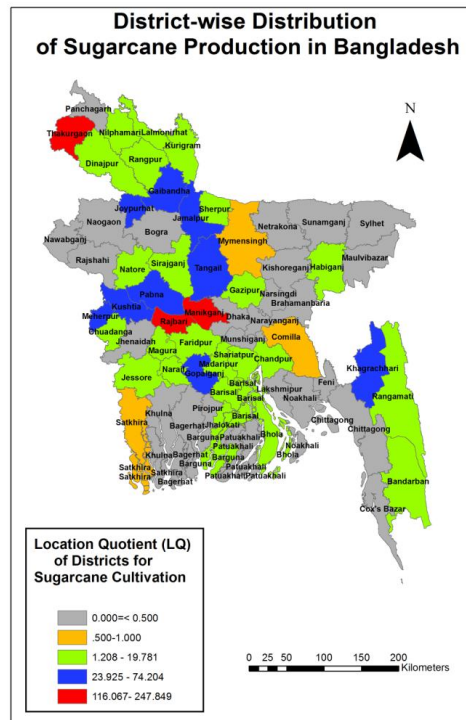 District-wise Distribution
of Sugarcane Production in Bangladesh
N
Panchagarh
Thakurgaon
Nilphamari
Lalmonirhat
Kurigram
Dinajpur
Rangpur
Gaibandha
Joypurhat
Jamalpur
Sherpur
Naogaon
Bogra
Mymensingh
Netrakona
Sunamganj
Sylhet
Nawabganj
Rajshahi
Natore
Sirajganj
Tangail
Kishoreganj
Habiganj
Maulvibazar
Gazipur
Narsingdi
Pabna
Kushtia
Meherpur
Manikganj
Dhaka
Brahamanbaria
Chuadanga
Rajbari
Narayanganj
Jhenaidah
Faridpur
Munshiganj
Comilla
Magura
Shariatpur
Chandpur
Khagrachhari
Jessore
Narail
Madaripur
Gopalganj
Barisal
Feni
Rangamati
Barisal
Barisal
Lakshmipur
Noakhali
Khulna
Pirojpur
Satkhira
Bagerhat
Jhalokati
Barisal
Chittagong
Chittagong
Barguna
Patuakhali
Bhola
Noakhali
Patuakhali
Bhola
Khulna
Bagerhat
Barguna
Patuakhali
Satkhira
Satkhira
Satkhira
Bagerhat
Barguna
Patuakhali
Patuakhali
Bandarban
Cox's Bazar
Location Quotient (LQ)
of Districts for
Sugarcane Cultivation
0.000=< 0.500
.500-1.000
1.208 - 19.781
23.925 - 74.204
116.067- 247.849
0 25 50 100 150 200
Kilometers